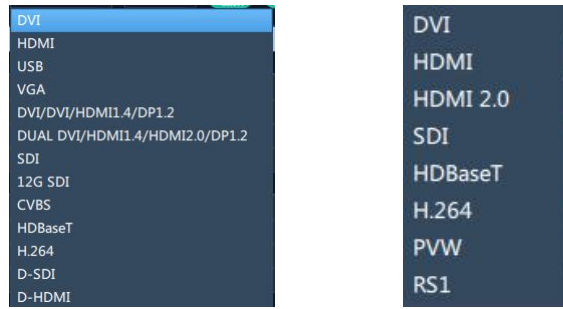 DVI
HDMI
USB
VGA
DVI/DVI/HDMI1.4/DP1.2
DUAL DVI/HDMI1.4/HDMI2.0/DP1.2
SDI
12G SDI
CVBS
HDBaseT
H.264
D-SDI
D-HDMI
DVI
HDMI
HDMI 2.0
SDI
HDBaseT
H.264
PVW
RS1